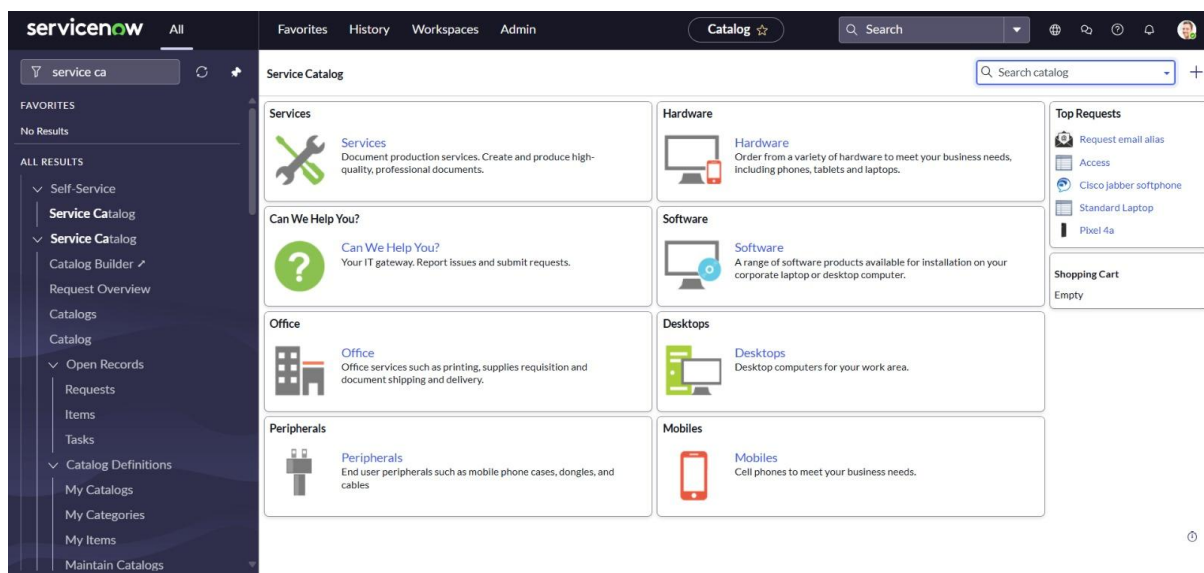 servicenow
All
Favorites
History
Workspaces
Admin
Catalog
Search
service ca
FAVORITES
No Results
ALL RESULTS
Self-Service
Service Catalog
Service Catalog
Catalog Builder
Request Overview
Catalogs
Catalog
Open Records
Requests
Items
Tasks
Catalog Definitions
My Catalogs
My Categories
My Items
Maintain Catalogs
Service Catalog
Search catalog
Services
Services
Document production services. Create and produce high-
quality, professional documents.
Hardware
Hardware
Order from a variety of hardware to meet your business needs,
including phones, tablets and laptops.
Can We Help You?
Can We Help You?
Your IT gateway. Report issues and submit requests.
Software
Software
A range of software products available for installation on your
corporate laptop or desktop computer.
Office
Office
Office services such as printing, supplies requisition and
document shipping and delivery.
Desktops
Desktops
Desktop computers for your work area.
Peripherals
Peripherals
End user peripherals such as mobile phone cases, dongles, and
cables
Mobiles
Mobiles
Cell phones to meet your business needs.
Top Requests
Request email alias
Access
Cisco jabber softphone
Standard Laptop
Pixel 4a
Shopping Cart
Empty